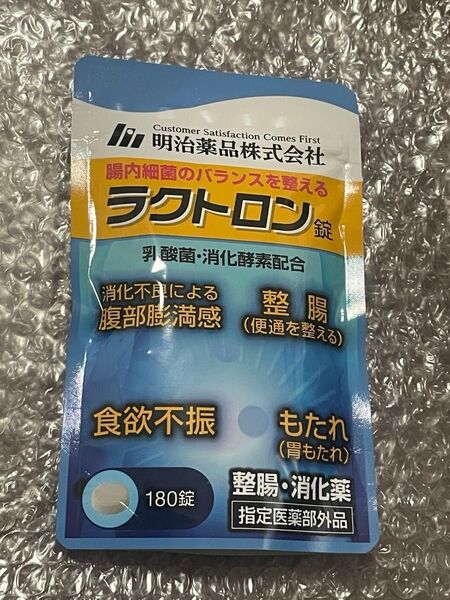 Customer Satisfaction Comes First
明治薬品株式会社
腸内細菌のバランスを整える
ラクトロン錠
乳酸菌・消化酵素配合
消化不良による
腹部膨満感
整腸
(便通を整える)
食欲不振
もたれ
(胃もたれ)
180錠
整腸・消化薬
指定医薬部外品